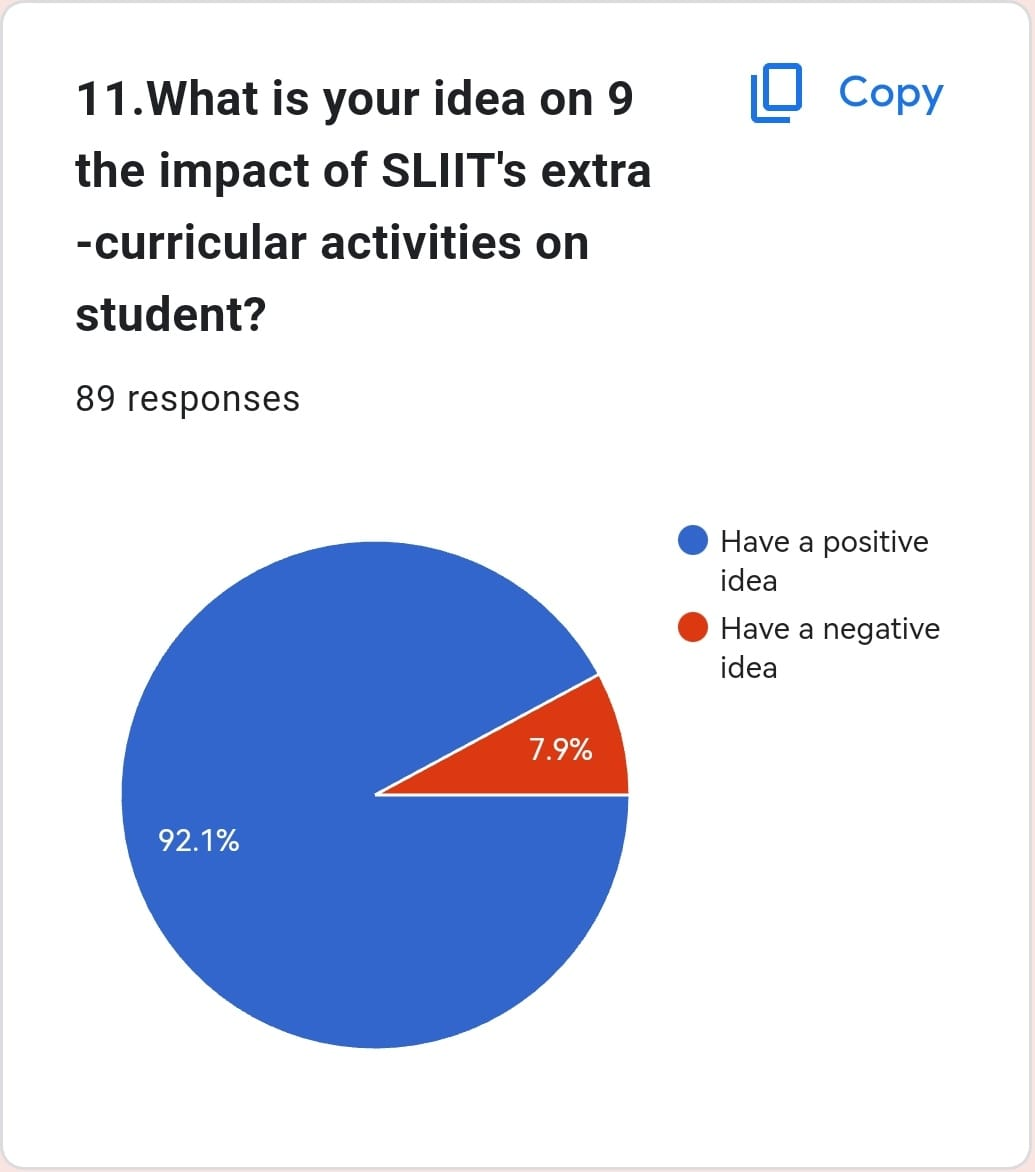 11.What is your idea on 9
the impact of SLIIT's extra
-curricular activities on
student?
Copy
89 responses
Have a positive
idea
Have a negative
idea
7.9%
92.1%